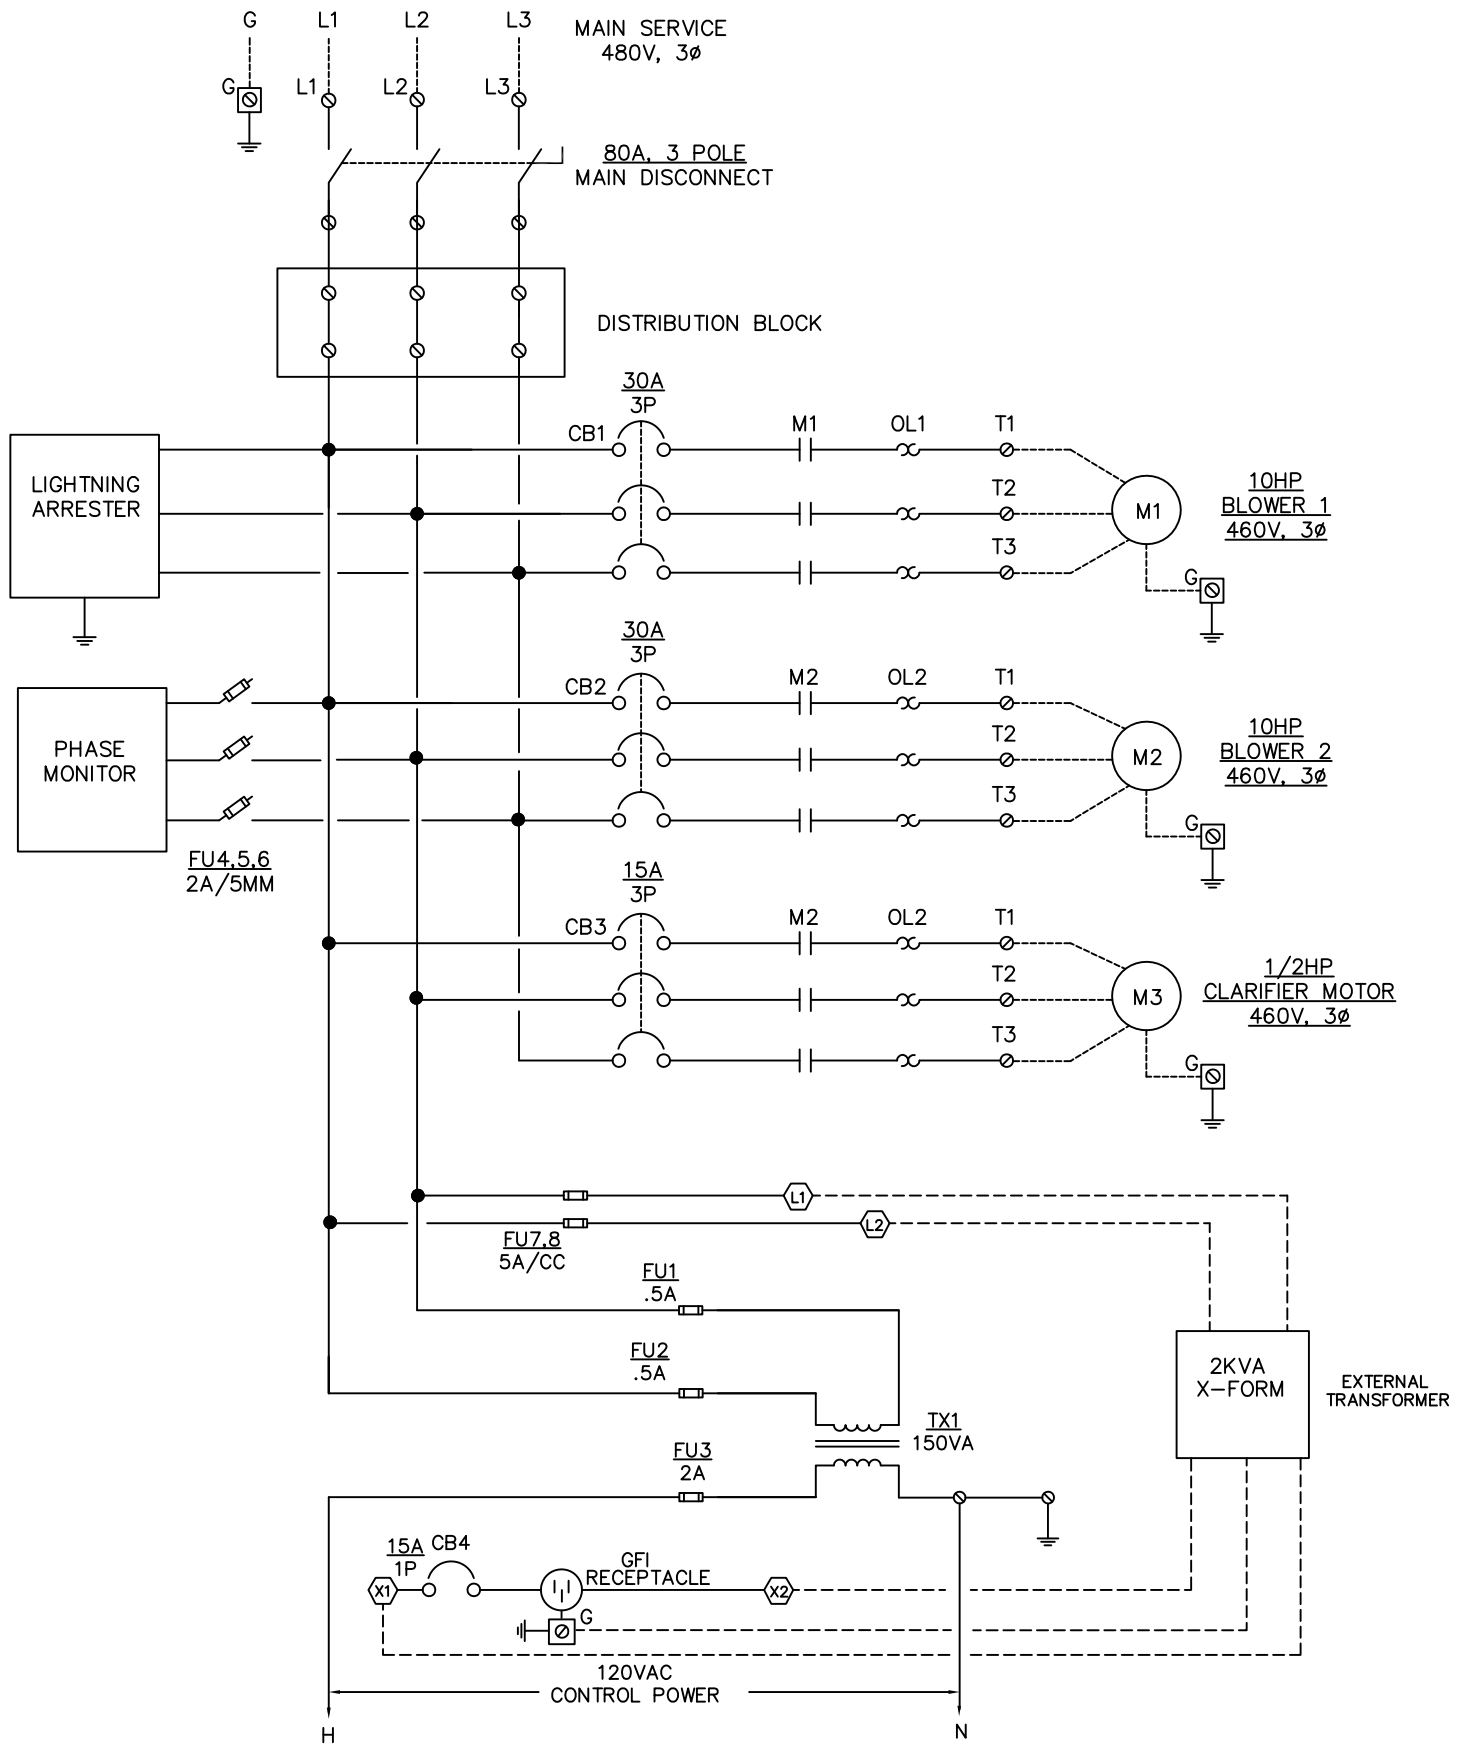 G L1 L2 L3 MAIN SERVICE
480V, 3ø
G L1 L2 L3
80A, 3 POLE
MAIN DISCONNECT
DISTRIBUTION BLOCK
30A
3P
CB1 M1 OL1 T1
LIGHTNING
ARRESTER
T2
T3
M1
10HP
BLOWER 1
460V, 3ø
G
30A
3P
CB2 M2 OL2 T1
PHASE
MONITOR
T2
T3
M2
10HP
BLOWER 2
460V, 3ø
G
FU4,5,6
2A/5MM
15A
3P
CB3 M2 OL2 T1
T2
T3
M3
1/2HP
CLARIFIER MOTOR
460V, 3ø
G
L1
L2
FU7,8
5A/CC
FU1
.5A
FU2
.5A
2KVA
X-FORM
EXTERNAL
TRANSFORMER
TX1
150VA
FU3
2A
15A CB4
1P
GFI
RECEPTACLE
X1 X2
G
120VAC
CONTROL POWER
H N